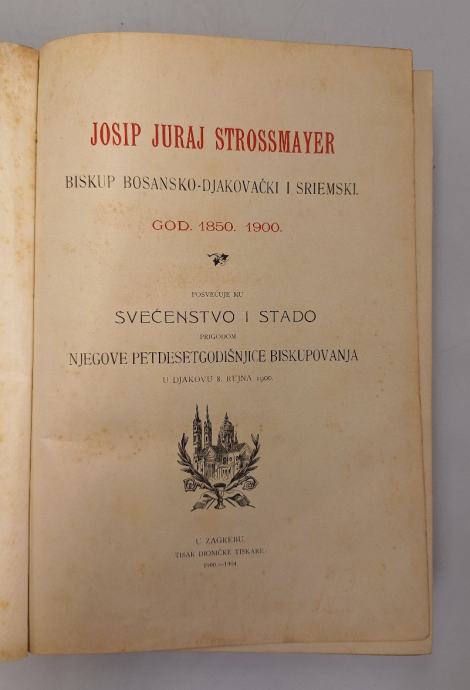 JOSIP JURAJ STROSSMAYER
BISKUP BOSANSKO-DJAKOVAČKI I SRIEMSKI.
GOD. 1850. 1900.
POSVEĆUJE MU
SVEĆENSTVO I STADO
PRIGODOM
NJEGOVE PETDESETGODIŠNJICE BISKUPOVANJA
U DJAKOVU 8. RUJNA 1900.
U ZAGREBU.
TISAK DIONIČKE TISKARE.
1900.—1904.